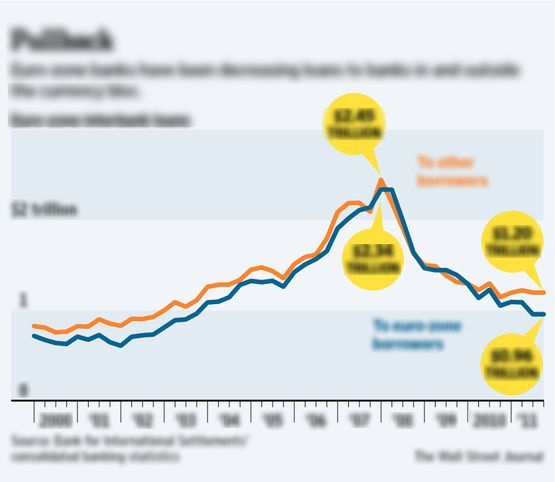 Pullback
Euro-zone banks have been decreasing loans to banks in and outside
the currency bloc.
Euro-zone interbank loans
$2.45
TRILLION
To other
borrowers
$2 trillion
$1.20
TRILLION
$2.34
TRILLION
1
To euro-zone
borrowers
$0.96
TRILLION
0
2000 '01 '02 '03 '04 '05 '06 '07 '08 '09 2010 '11
Source: Bank for International Settlements'
consolidated banking statistics
The Wall Street Journal